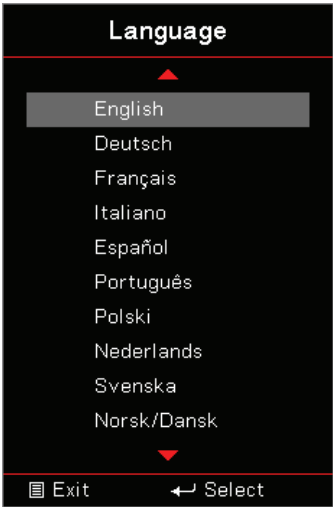 Language
English
Deutsch
Français
Italiano
Español
Português
Polski
Nederlands
Svenska
Norsk/Dansk
Exit Select